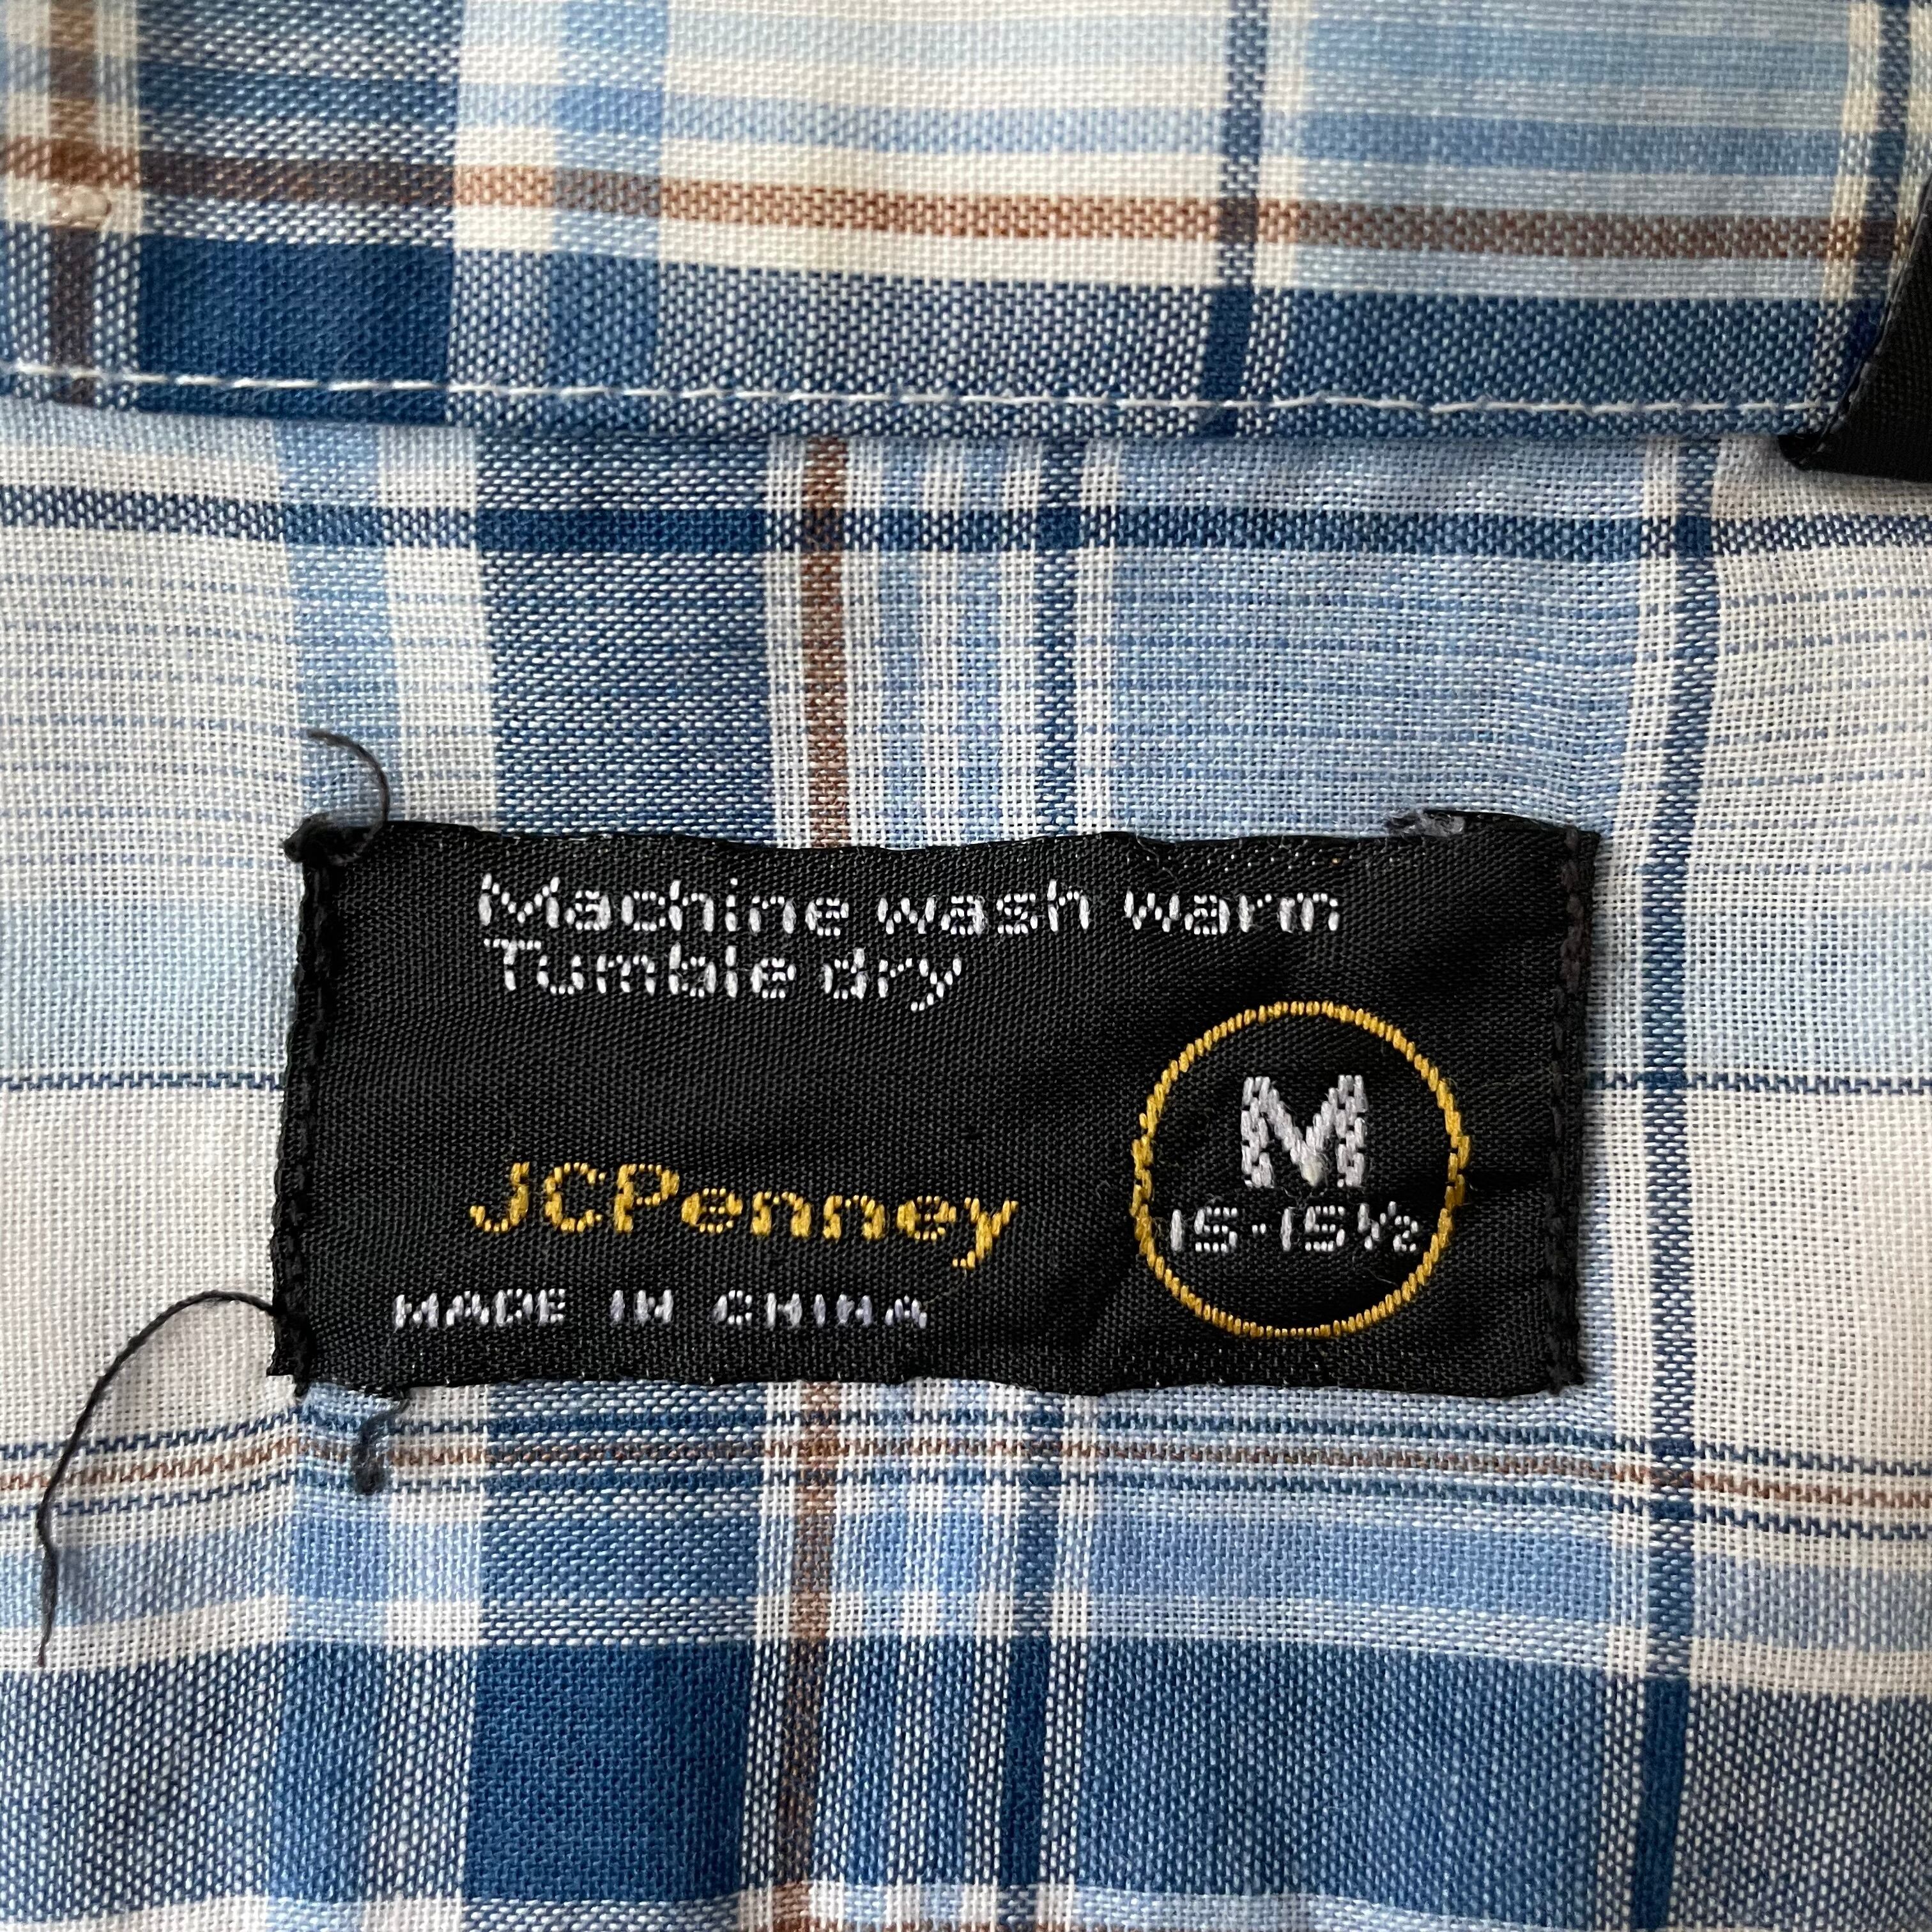 Machine wash warm
Tumble dry
M
15-15½
JCPenney
MADE IN CHINA